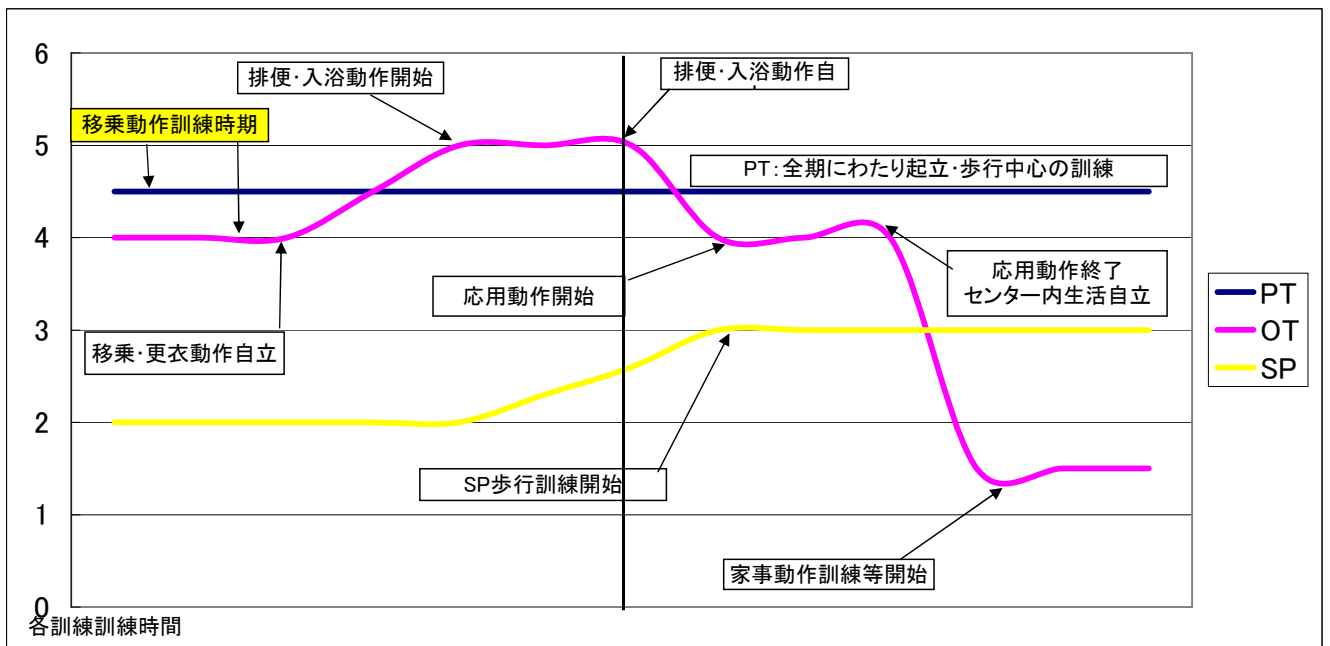 6
排便・入浴動作開始
排便・入浴動作自
移乗動作訓練時期
5
PT：全期にわたり起立・歩行中心の訓練
4
応用動作開始
応用動作終了
センター内生活自立
PT
OT
SP
3
移乗・更衣動作自立
2
SP歩行訓練開始
1
家事動作訓練等開始
0
各訓練訓練時間